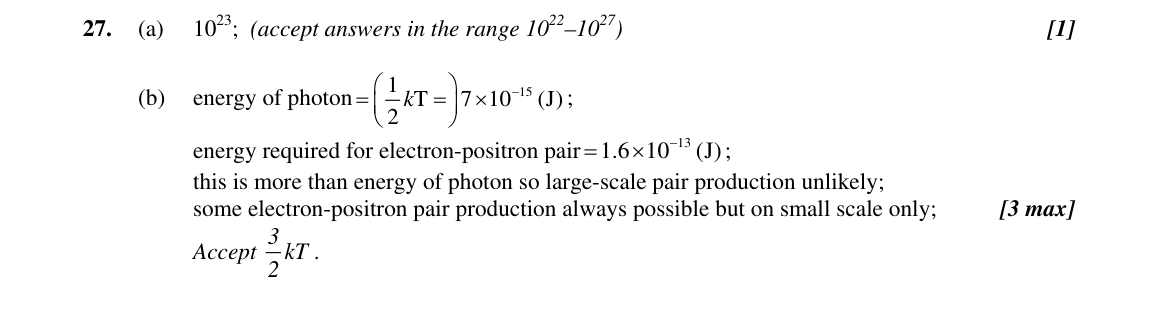 27. (a) 10²³; (accept answers in the range 10²²–10²⁷) [1]
(b) energy of photon = (1/2 kT =) 7×10⁻¹⁵ (J);
energy required for electron-positron pair = 1.6×10⁻¹³ (J);
this is more than energy of photon so large-scale pair production unlikely;
some electron-positron pair production always possible but on small scale only; [3 max]
Accept 3/2 kT .